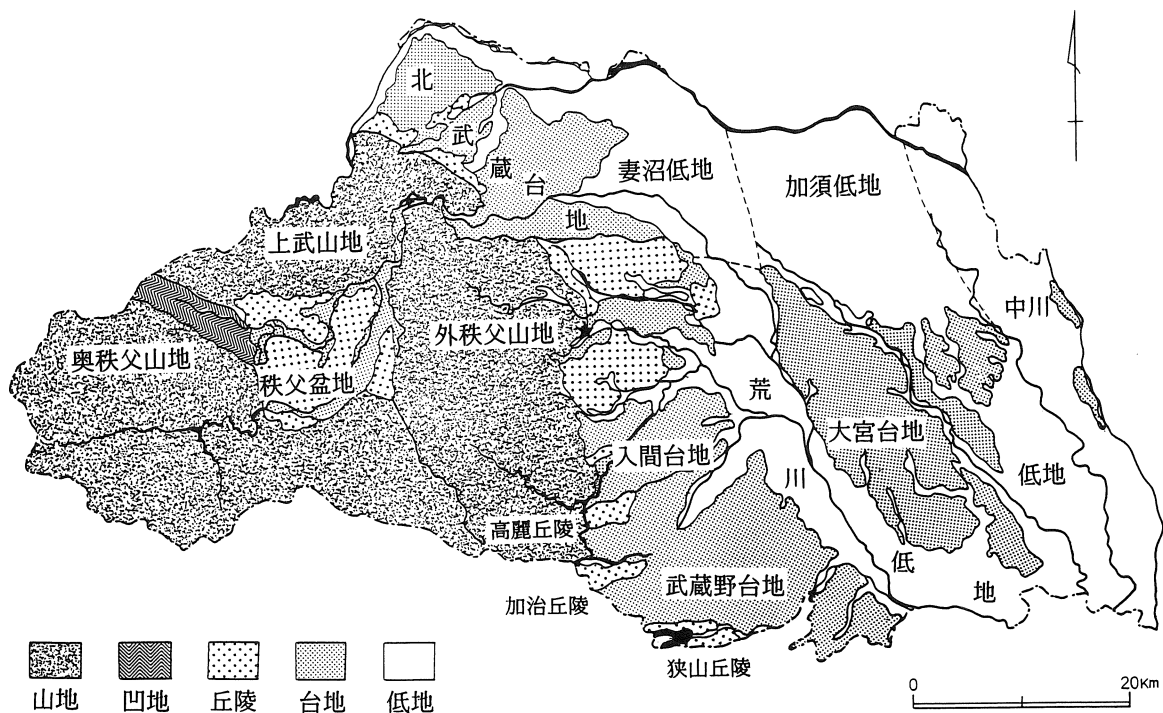 北武蔵台地
妻沼低地
加須低地
上武山地
中川低地
奥秩父山地
秩父盆地
外秩父山地
荒川低地
大宮台地
入間台地
高麗丘陵
武蔵野台地
加治丘陵
狭山丘陵
山地 凹地 丘陵 台地 低地
0 20Km